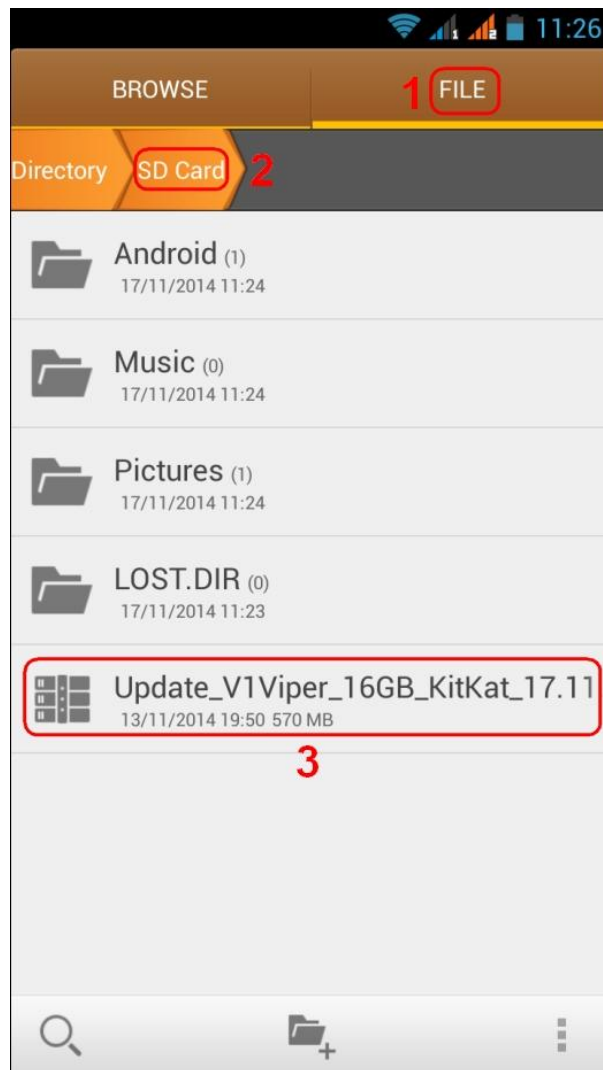 11:26
BROWSE
1 FILE
Directory SD Card 2
Android (1)
17/11/2014 11:24
Music (0)
17/11/2014 11:24
Pictures (1)
17/11/2014 11:24
LOST.DIR (0)
17/11/2014 11:23
Update_V1Viper_16GB_KitKat_17.11
13/11/2014 19:50 570 MB
3